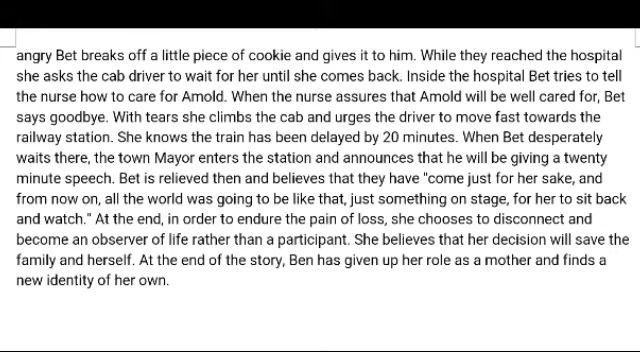 angry Bet breaks off a little piece of cookie and gives it to him. While they reached the hospital
she asks the cab driver to wait for her until she comes back. Inside the hospital Bet tries to tell
the nurse how to care for Arnold. When the nurse assures that Arnold will be well cared for, Bet
says goodbye. With tears she climbs the cab and urges the driver to move fast towards the
railway station. She knows the train has been delayed by 20 minutes. When Bet desperately
waits there, the town Mayor enters the station and announces that he will be giving a twenty
minute speech. Bet is relieved then and believes that they have "come just for her sake, and
from now on, all the world was going to be like that, just something on stage, for her to sit back
and watch." At the end, in order to endure the pain of loss, she chooses to disconnect and
become an observer of life rather than a participant. She believes that her decision will save the
family and herself. At the end of the story, Ben has given up her role as a mother and finds a
new identity of her own.